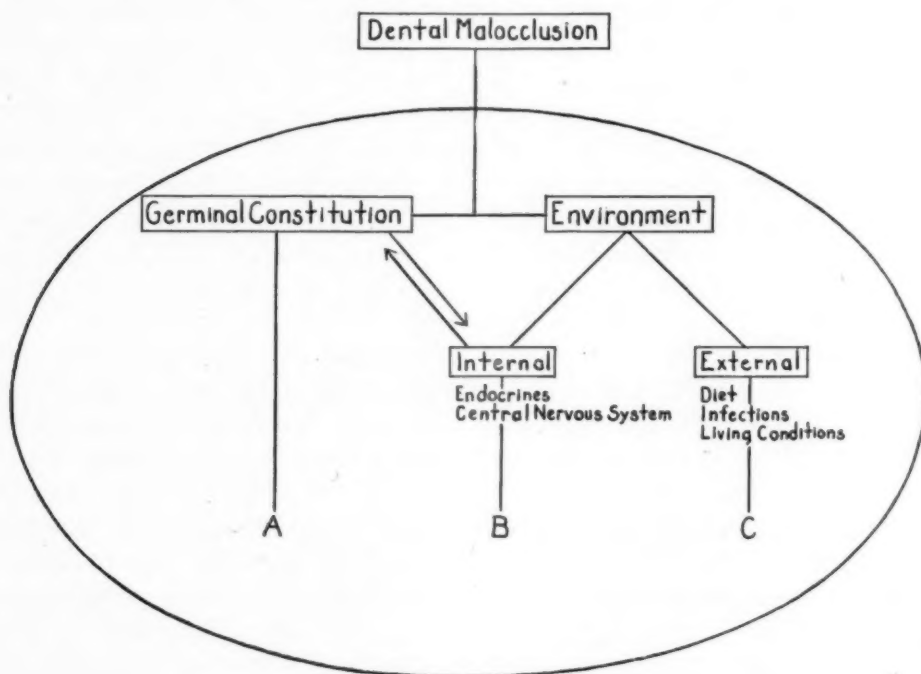 Dental Malocclusion
Germinal Constitution
Environment
Internal
Endocrines
Central Nervous System
External
Diet
Infections
Living Conditions
A
B
C